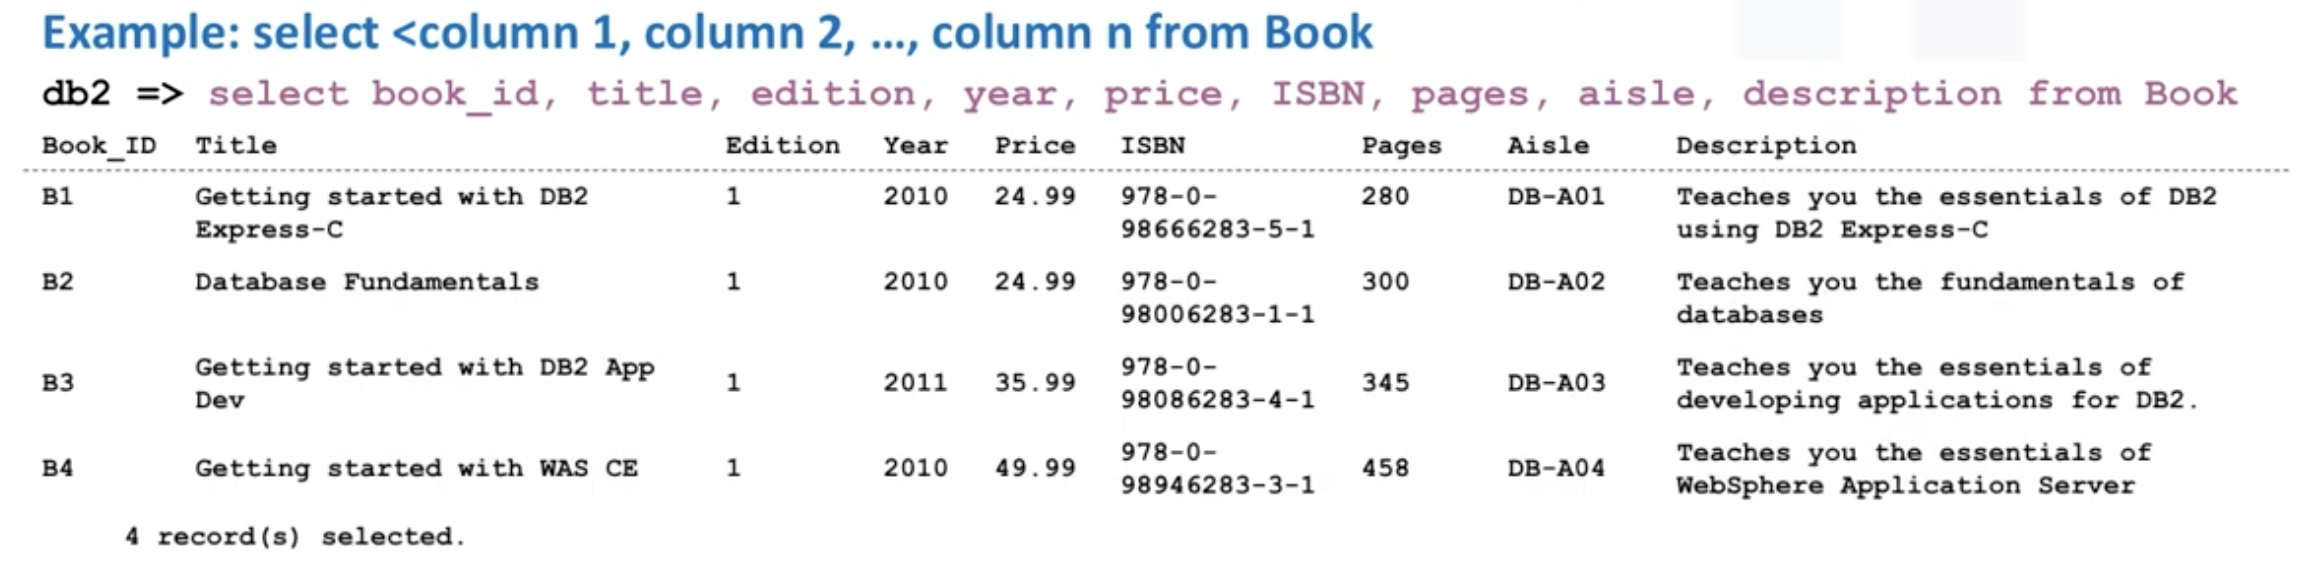 Example: select <column 1, column 2, …, column n from Book
db2 => select book_id, title, edition, year, price, ISBN, pages, aisle, description from Book
Book_ID Title Edition Year Price ISBN Pages Aisle Description
B1 Getting started with DB2 1 2010 24.99 978-0- 280 DB-A01 Teaches you the essentials of DB2
Express-C 98666283-5-1 using DB2 Express-C
B2 Database Fundamentals 1 2010 24.99 978-0- 300 DB-A02 Teaches you the fundamentals of
98006283-1-1 databases
Getting started with DB2 App 978-0- Teaches you the essentials of
B3 1 2011 35.99 345 DB-A03
Dev 98086283-4-1 developing applications for DB2.
978-0- Teaches you the essentials of
B4 Getting started with WAS CE 1 2010 49.99 458 DB-A04
98946283-3-1 WebSphere Application Server
4 record(s) selected.